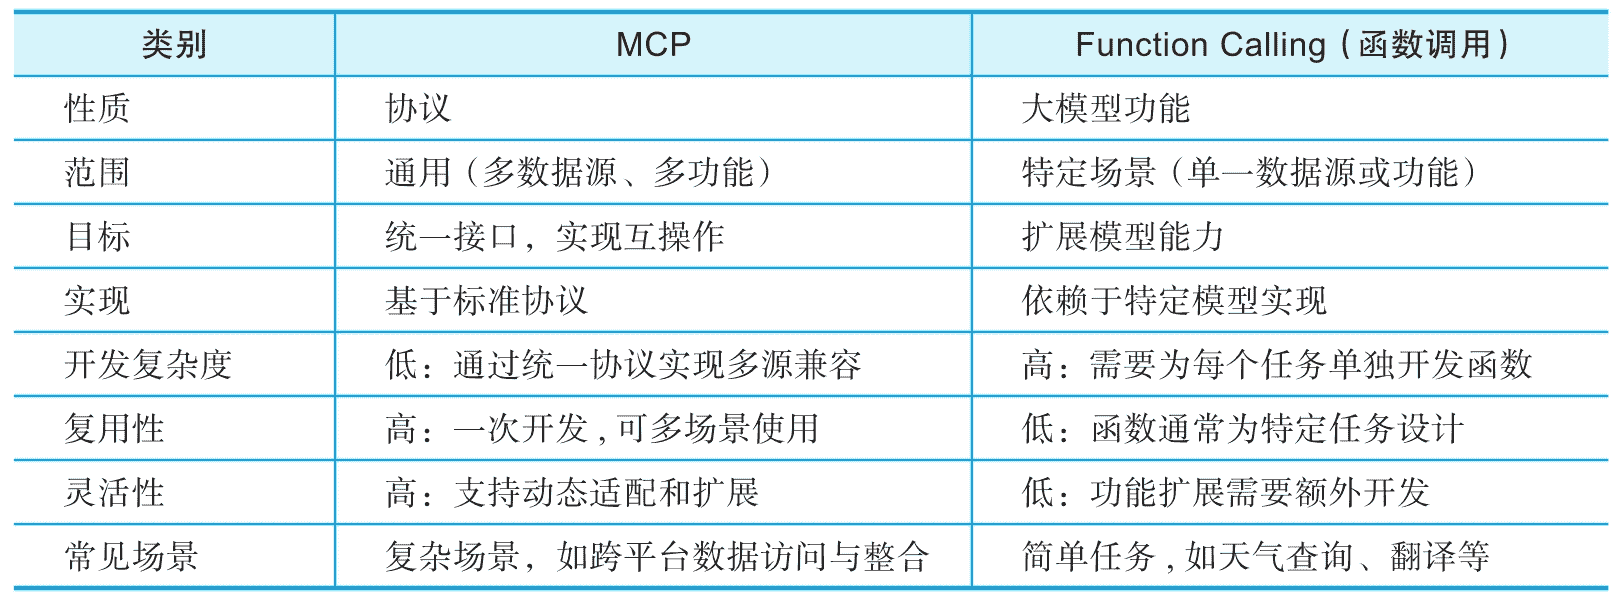 类别 MCP Function Calling（函数调用）
性质 协议 大模型功能
范围 通用（多数据源、多功能） 特定场景（单一数据源或功能）
目标 统一接口，实现互操作 扩展模型能力
实现 基于标准协议 依赖于特定模型实现
开发复杂度 低：通过统一协议实现多源兼容 高：需要为每个任务单独开发函数
复用性 高：一次开发,可多场景使用 低：函数通常为特定任务设计
灵活性 高：支持动态适配和扩展 低：功能扩展需要额外开发
常见场景 复杂场景，如跨平台数据访问与整合 简单任务,如天气查询、翻译等